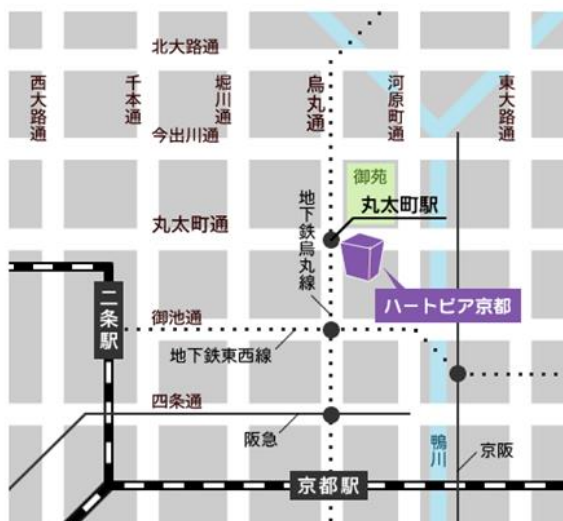 北大路通
西大路通
千本通
堀川通
烏丸通
河原町通
東大路通
今出川通
御苑
丸太町駅
丸太町通
地下鉄烏丸線
ハートピア京都
二条駅
御池通
地下鉄東西線
四条通
阪急
鴨川
京阪
京都駅